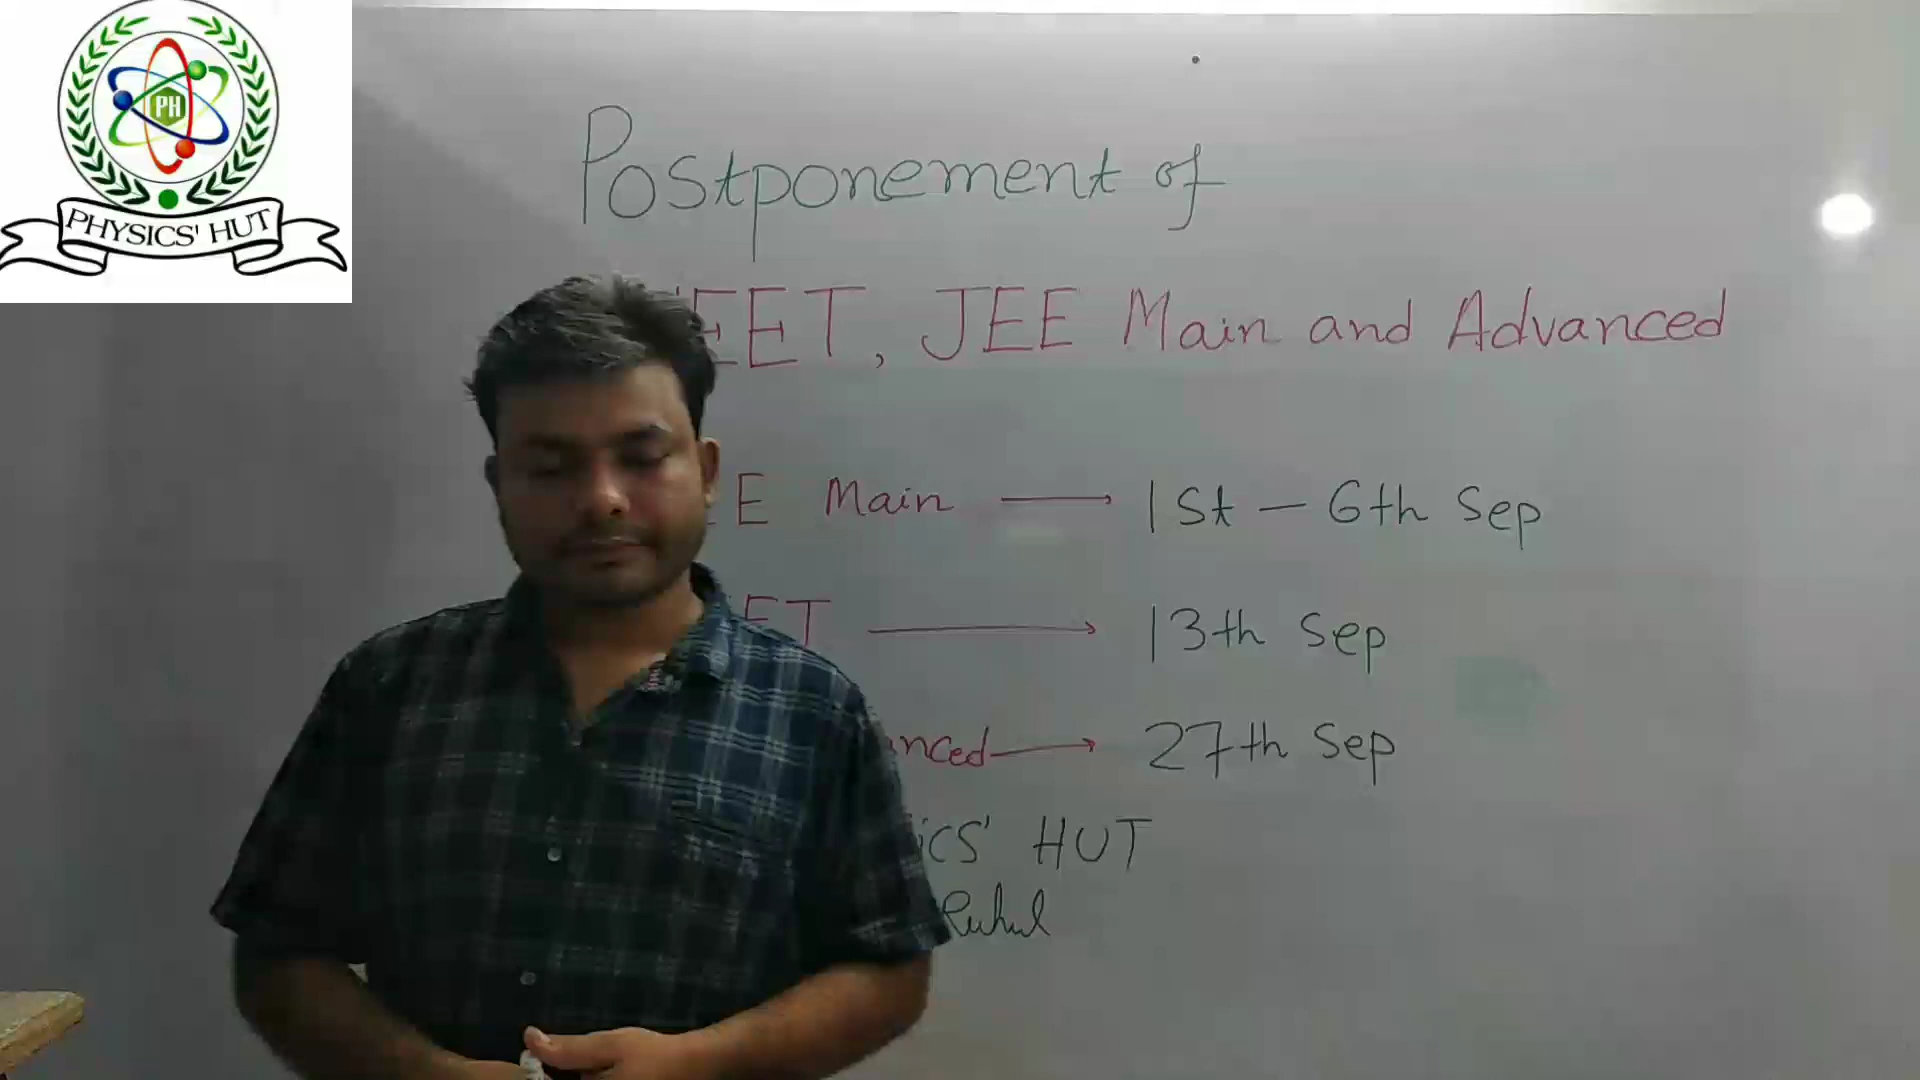 PH
PHYSICS' HUT
Postponement of
EET, JEE Main and Advanced
E Main → 1st - 6th Sep
ET → 13th Sep
nced → 27th Sep
ics' HUT
Ruhul